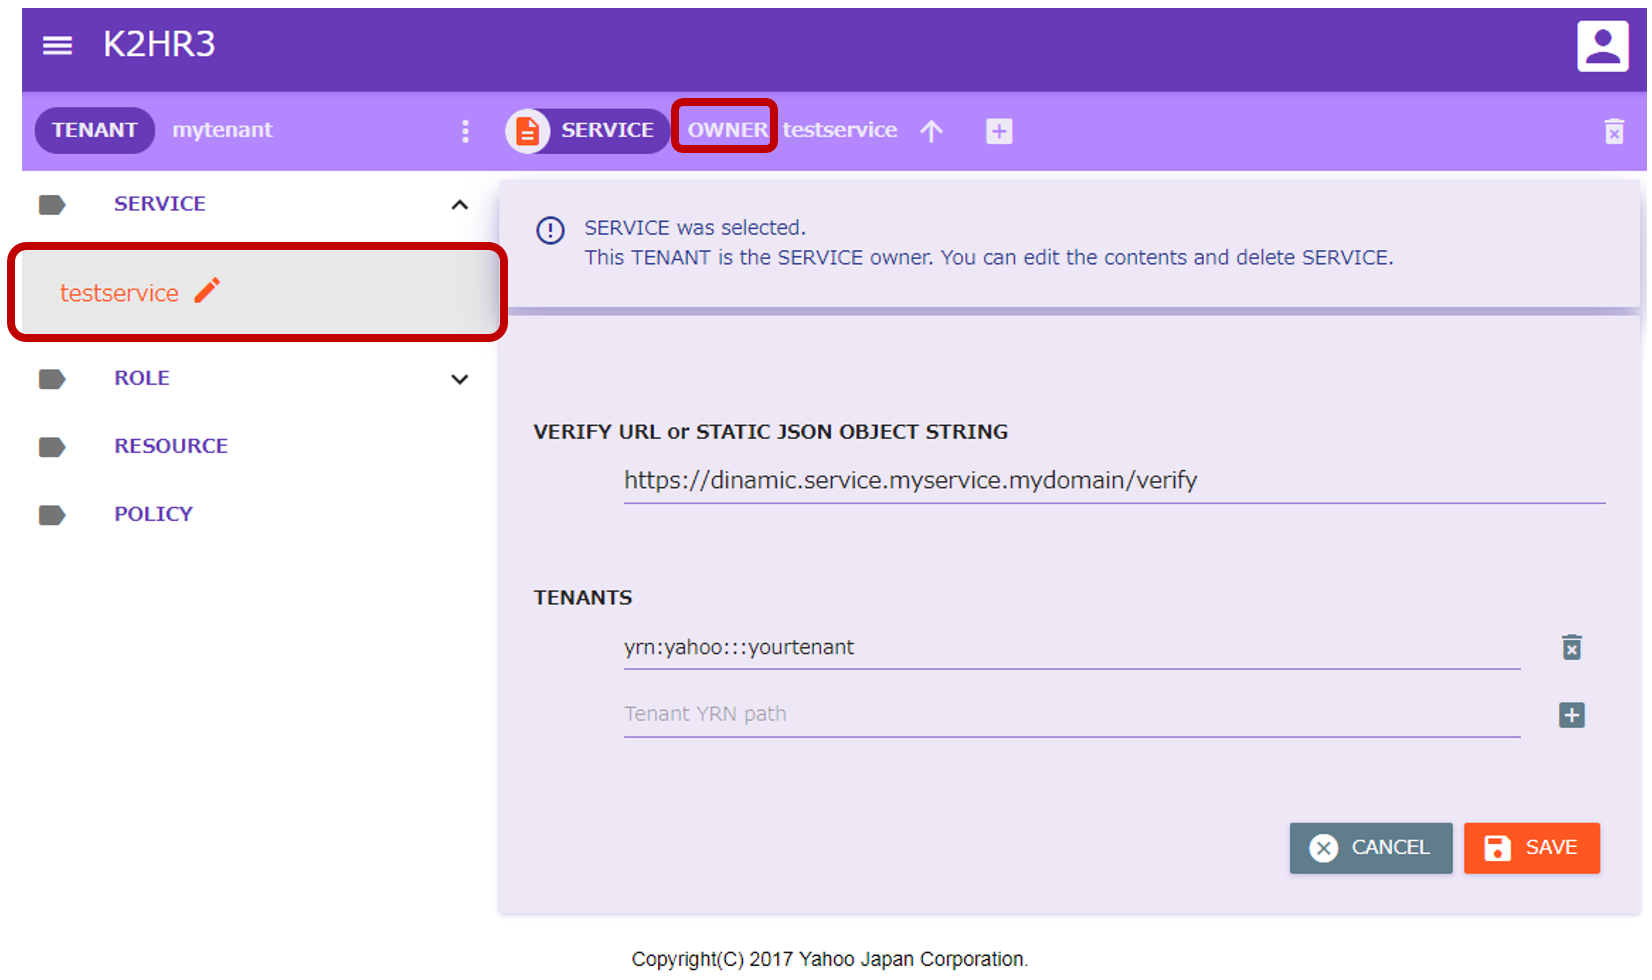 K2HR3
TENANT mytenant
SERVICE OWNER testservice
SERVICE
testservice
ROLE
RESOURCE
POLICY
SERVICE was selected.
This TENANT is the SERVICE owner. You can edit the contents and delete SERVICE.
VERIFY URL or STATIC JSON OBJECT STRING
https://dinamic.service.myservice.mydomain/verify
TENANTS
yrn:yahoo:::yourtenant
Tenant YRN path
CANCEL SAVE
Copyright(C) 2017 Yahoo Japan Corporation.